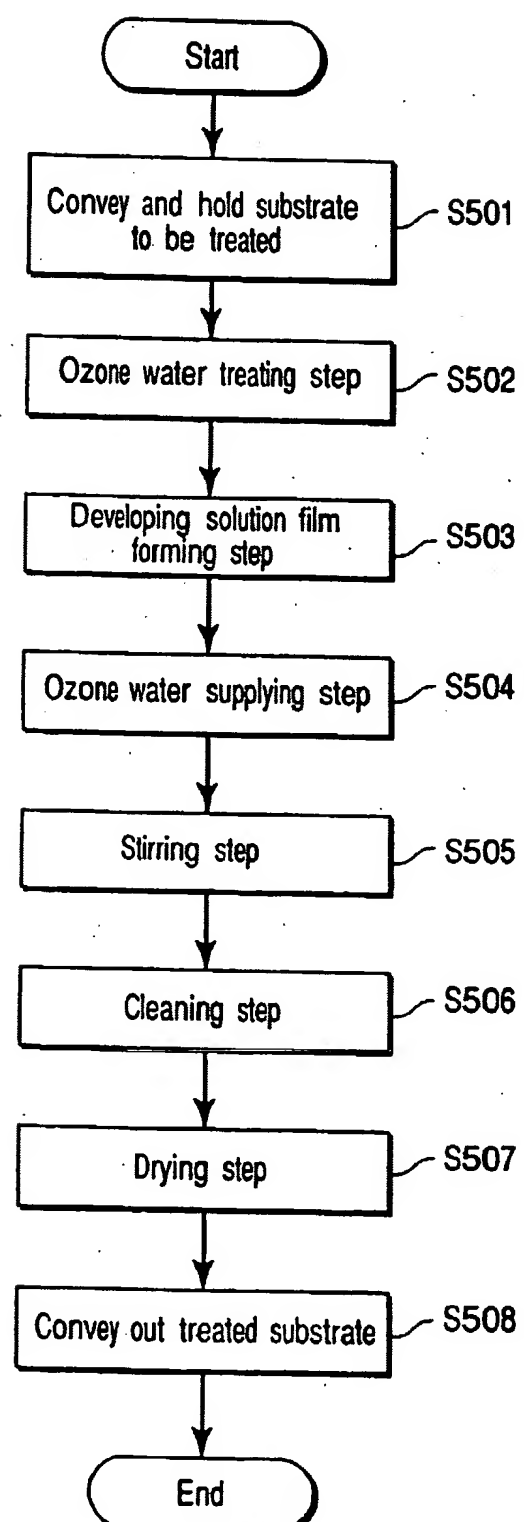 Start
Convey and hold substrate
to be treated
S501
Ozone water treating step
S502
Developing solution film
forming step
S503
Ozone water supplying step
S504
Stirring step
S505
Cleaning step
S506
Drying step
S507
Convey out treated substrate
S508
End